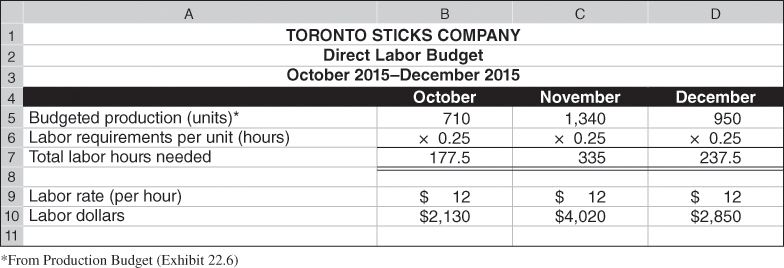 A B C D
1 TORONTO STICKS COMPANY
2 Direct Labor Budget
3 October 2015–December 2015
4 October November December
5 Budgeted production (units)* 710 1,340 950
6 Labor requirements per unit (hours) × 0.25 × 0.25 × 0.25
7 Total labor hours needed 177.5 335 237.5
8
9 Labor rate (per hour) $ 12 $ 12 $ 12
10 Labor dollars $2,130 $4,020 $2,850
11
*From Production Budget (Exhibit 22.6)